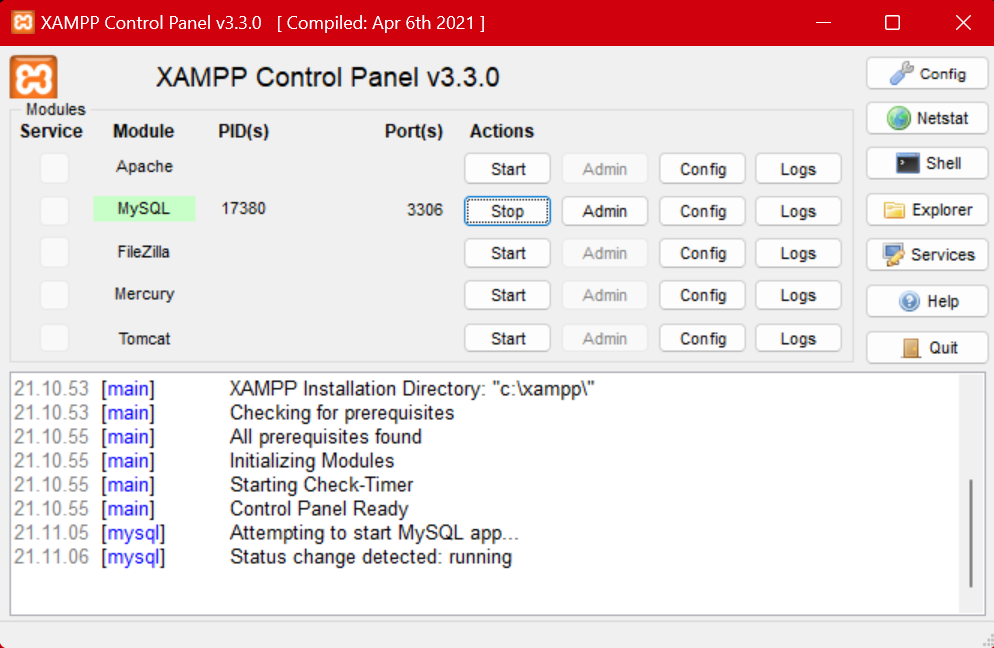 XAMPP Control Panel v3.3.0 [ Compiled: Apr 6th 2021 ]
XAMPP Control Panel v3.3.0
Config
Netstat
Shell
Explorer
Services
Help
Quit
Modules
Service Module PID(s) Port(s) Actions
Apache Start Admin Config Logs
MySQL 17380 3306 Stop Admin Config Logs
FileZilla Start Admin Config Logs
Mercury Start Admin Config Logs
Tomcat Start Admin Config Logs
21.10.53 [main] XAMPP Installation Directory: "c:\xampp\"
21.10.53 [main] Checking for prerequisites
21.10.55 [main] All prerequisites found
21.10.55 [main] Initializing Modules
21.10.55 [main] Starting Check-Timer
21.10.55 [main] Control Panel Ready
21.11.05 [mysql] Attempting to start MySQL app...
21.11.06 [mysql] Status change detected: running